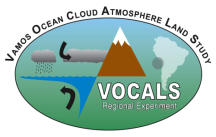 VAMOS OCEAN CLOUD ATMOSPHERE LAND STUDY
VOCALS
Regional Experiment